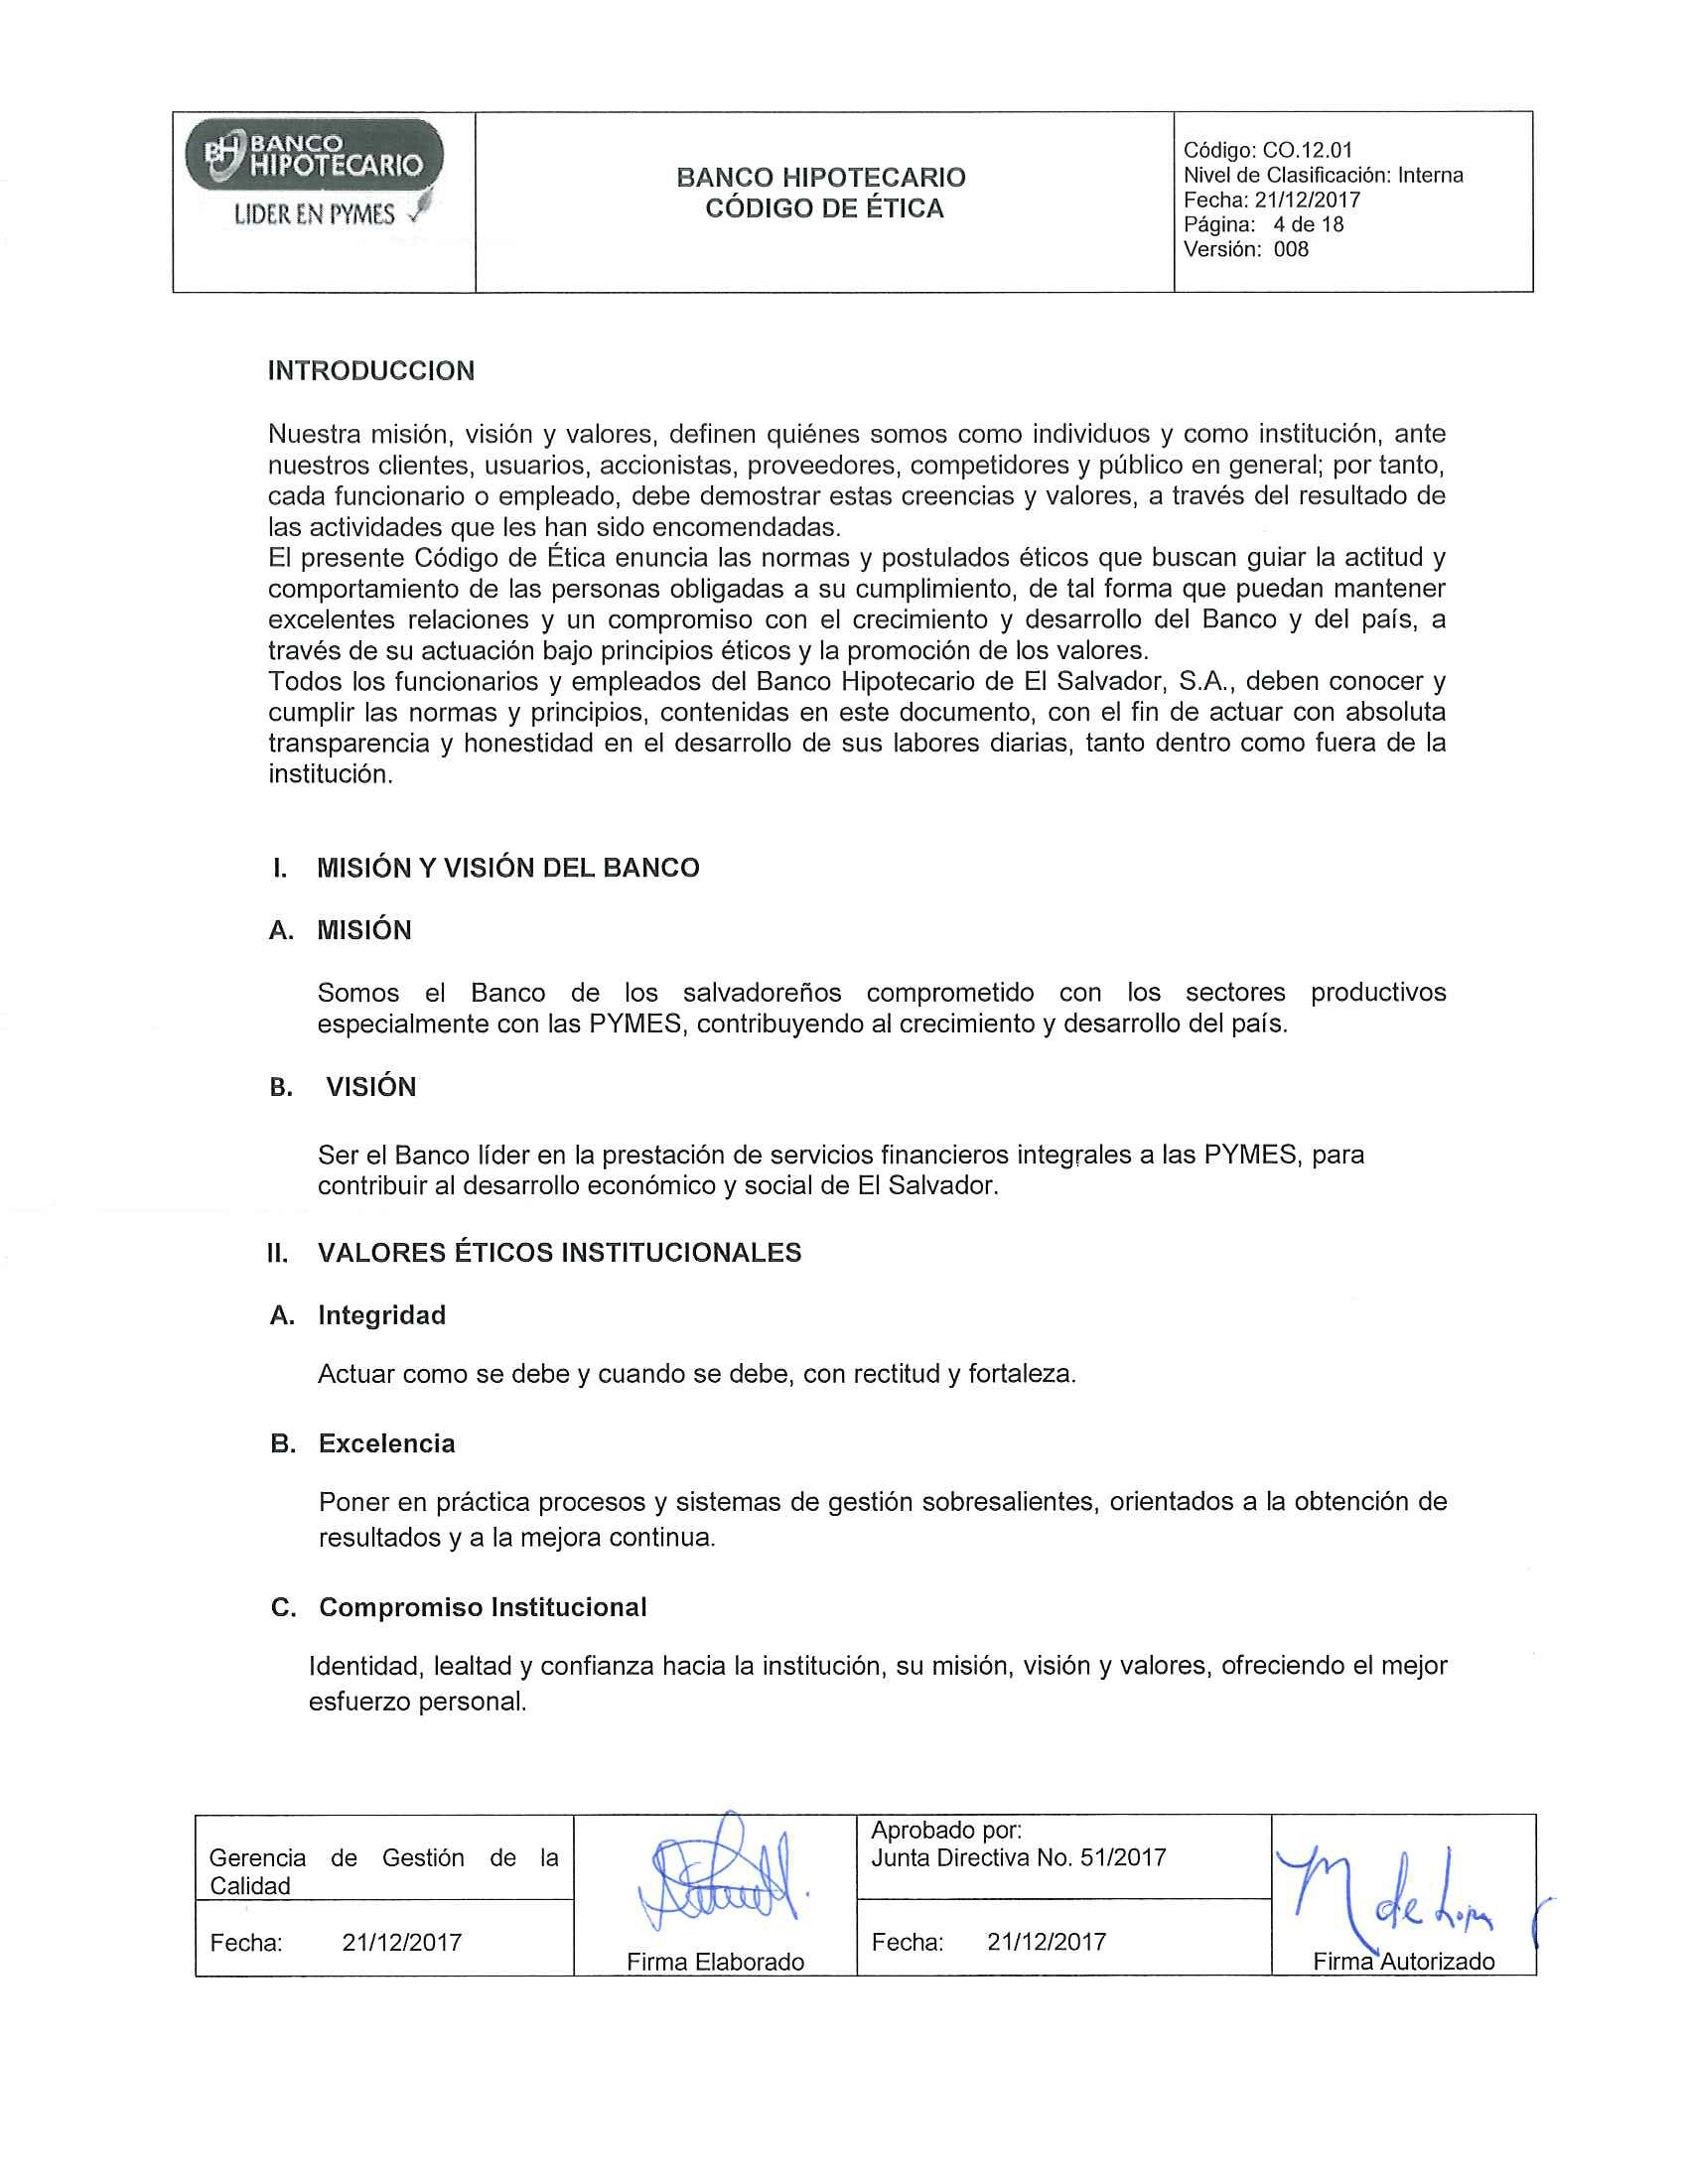 BH BANCO
HIPOTECARIO
LIDER EN PYMES
BANCO HIPOTECARIO
CÓDIGO DE ÉTICA
Código: CO.12.01
Nivel de Clasificación: Interna
Fecha: 21/12/2017
Página: 4 de 18
Versión: 008
INTRODUCCION
Nuestra misión, visión y valores, definen quiénes somos como individuos y como institución, ante
nuestros clientes, usuarios, accionistas, proveedores, competidores y público en general; por tanto,
cada funcionario o empleado, debe demostrar estas creencias y valores, a través del resultado de
las actividades que les han sido encomendadas.
El presente Código de Ética enuncia las normas y postulados éticos que buscan guiar la actitud y
comportamiento de las personas obligadas a su cumplimiento, de tal forma que puedan mantener
excelentes relaciones y un compromiso con el crecimiento y desarrollo del Banco y del país, a
través de su actuación bajo principios éticos y la promoción de los valores.
Todos los funcionarios y empleados del Banco Hipotecario de El Salvador, S.A., deben conocer y
cumplir las normas y principios, contenidas en este documento, con el fin de actuar con absoluta
transparencia y honestidad en el desarrollo de sus labores diarias, tanto dentro como fuera de la
institución.
I. MISIÓN Y VISIÓN DEL BANCO
A. MISIÓN
Somos el Banco de los salvadoreños comprometido con los sectores productivos
especialmente con las PYMES, contribuyendo al crecimiento y desarrollo del país.
B. VISIÓN
Ser el Banco líder en la prestación de servicios financieros integrales a las PYMES, para
contribuir al desarrollo económico y social de El Salvador.
II. VALORES ÉTICOS INSTITUCIONALES
A. Integridad
Actuar como se debe y cuando se debe, con rectitud y fortaleza.
B. Excelencia
Poner en práctica procesos y sistemas de gestión sobresalientes, orientados a la obtención de
resultados y a la mejora continua.
C. Compromiso Institucional
Identidad, lealtad y confianza hacia la institución, su misión, visión y valores, ofreciendo el mejor
esfuerzo personal.
Gerencia de Gestión de la
Calidad
Fecha: 21/12/2017
Firma Elaborado
Aprobado por:
Junta Directiva No. 51/2017
Fecha: 21/12/2017
M de Lopez
Firma Autorizado